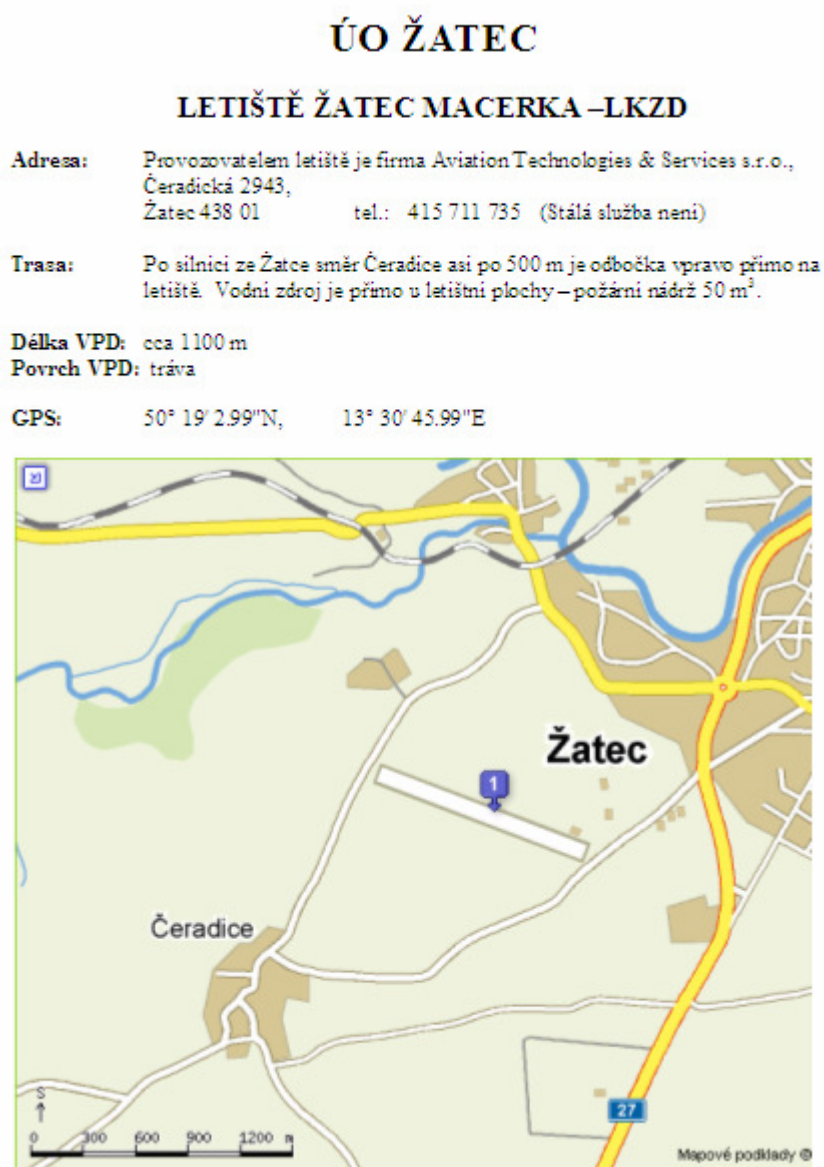 ÚO ŽATEC
LETIŠTĚ ŽATEC MACERKA –LKZD
Adresa: Provozovatelem letiště je firma Aviation Technologies & Services s.r.o.,
Čeradická 2943,
Žatec 438 01 tel.: 415 711 735 (Stálá služba není)
Trasa: Po silnici ze Žatce směr Čeradice asi po 500 m je odbočka vpravo přímo na
letiště. Vodní zdroj je přímo u letištní plochy – požární nádrž 50 m³.
Délka VPD: cca 1100 m
Povrch VPD: tráva
GPS: 50° 19' 2.99"N, 13° 30' 45.99"E
Žatec
1
Čeradice
S
0 300 600 900 1200 m
27
Mapové podklady ©